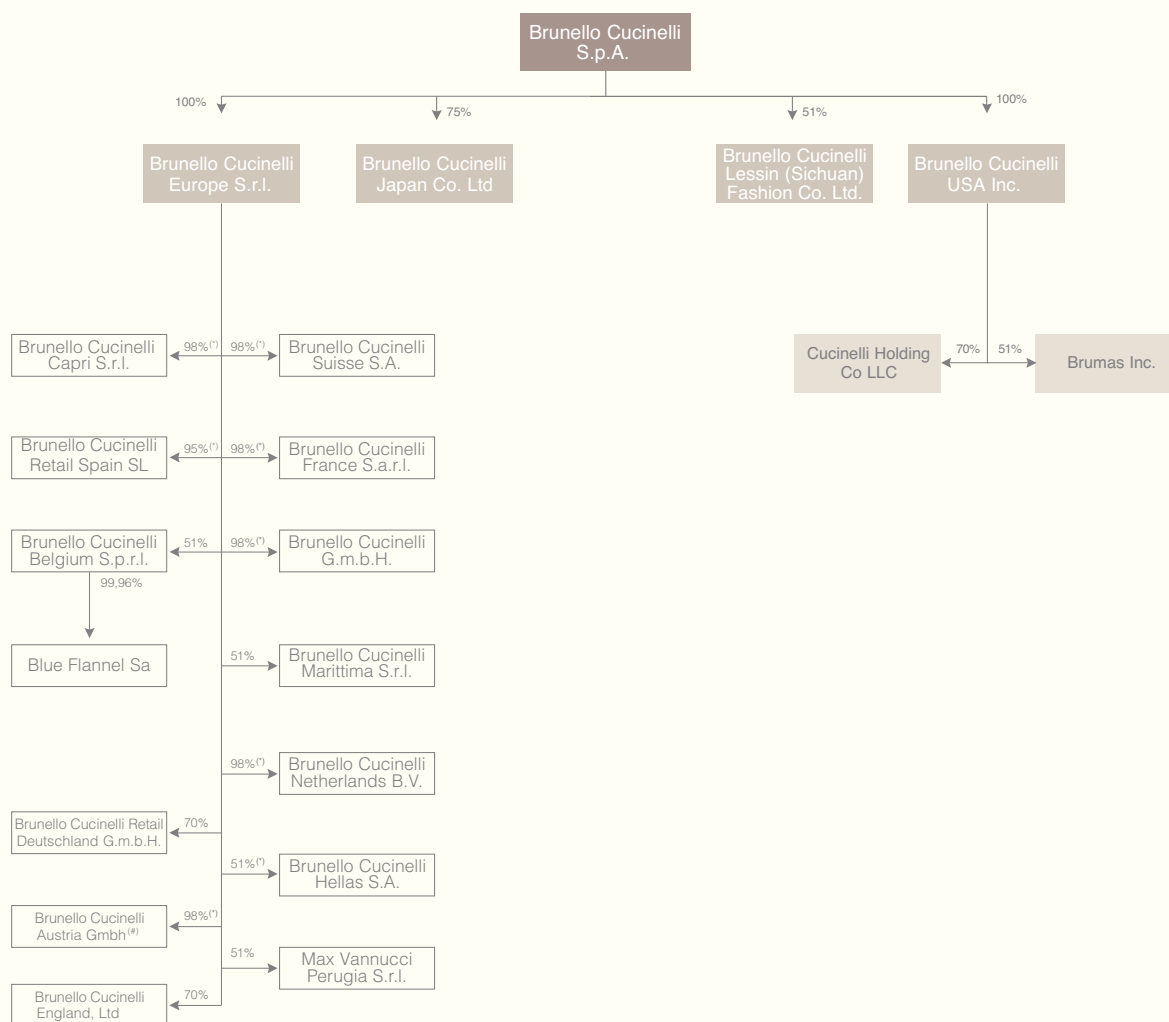 Brunello Cucinelli
S.p.A.
100%
75%
51%
100%
Brunello Cucinelli
Europe S.r.l.
Brunello Cucinelli
Japan Co. Ltd
Brunello Cucinelli
Lessin (Sichuan)
Fashion Co. Ltd.
Brunello Cucinelli
USA Inc.
Brunello Cucinelli
Capri S.r.l.
98%(*)
98%(*)
Brunello Cucinelli
Suisse S.A.
Cucinelli Holding
Co LLC
70%
51%
Brumas Inc.
Brunello Cucinelli
Retail Spain SL
95%(*)
98%(*)
Brunello Cucinelli
France S.a.r.l.
Brunello Cucinelli
Belgium S.p.r.l.
51%
98%(*)
Brunello Cucinelli
G.m.b.H.
99,96%
Blue Flannel Sa
51%
Brunello Cucinelli
Marittima S.r.l.
98%(*)
Brunello Cucinelli
Netherlands B.V.
Brunello Cucinelli Retail
Deutschland G.m.b.H.
70%
51%(*)
Brunello Cucinelli
Hellas S.A.
Brunello Cucinelli
Austria Gmbh(#)
98%(*)
51%
Max Vannucci
Perugia S.r.l.
Brunello Cucinelli
England, Ltd
70%